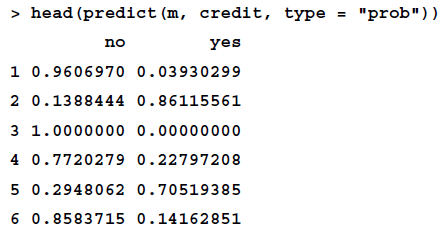 > head(predict(m, credit, type = "prob"))
no yes
1 0.9606970 0.03930299
2 0.1388444 0.86115561
3 1.0000000 0.00000000
4 0.7720279 0.22797208
5 0.2948062 0.70519385
6 0.8583715 0.14162851